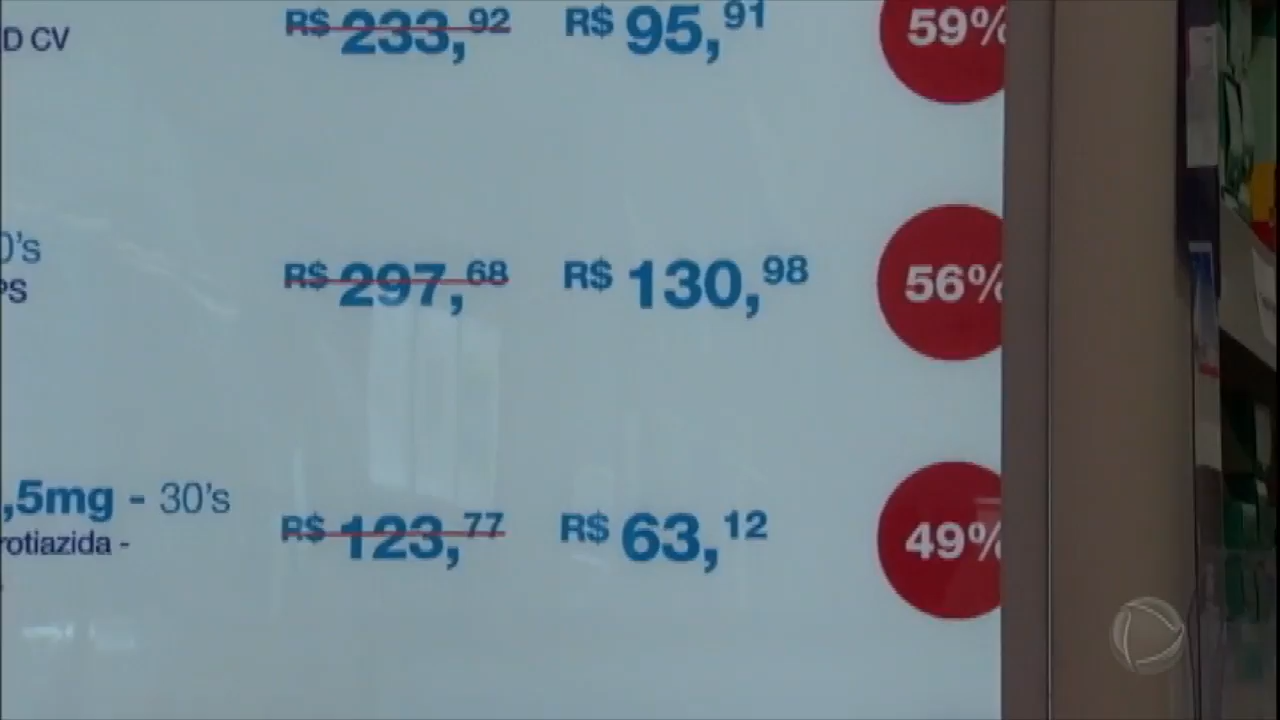 D CV R$ 233,92 R$ 95,91 59%
0's
PS R$ 297,68 R$ 130,98 56%
,5mg - 30's
rotiazida - R$ 123,77 R$ 63,12 49%